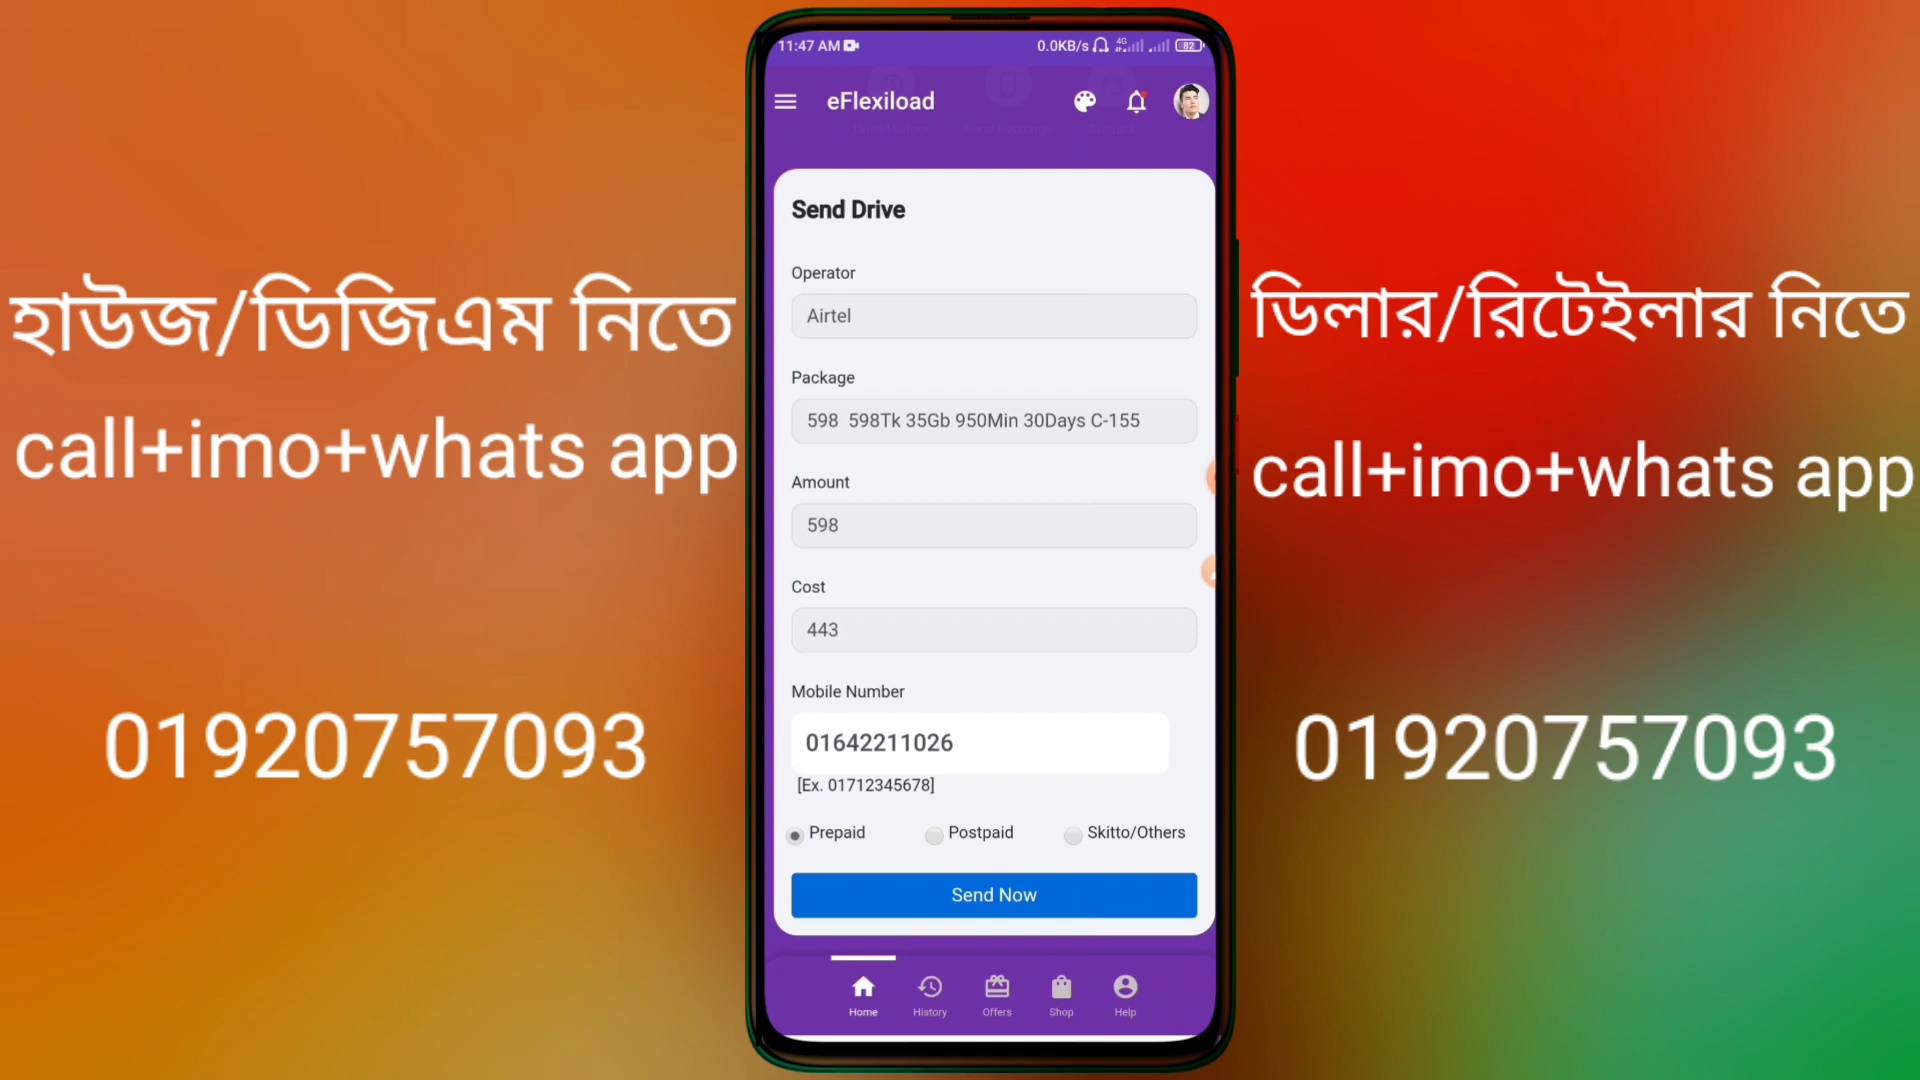 হাউজ/ডিজিএম নিতে
call+imo+whats app
01920757093
11:47 AM
0.0KB/s 4G 82
eFlexiload
Send Drive
Operator
Airtel
Package
598 598Tk 35Gb 950Min 30Days C-155
Amount
598
Cost
443
Mobile Number
01642211026
[Ex. 01712345678]
Prepaid Postpaid Skitto/Others
Send Now
Home History Offers Shop Help
ডিলার/রিটেইলার নিতে
call+imo+whats app
01920757093